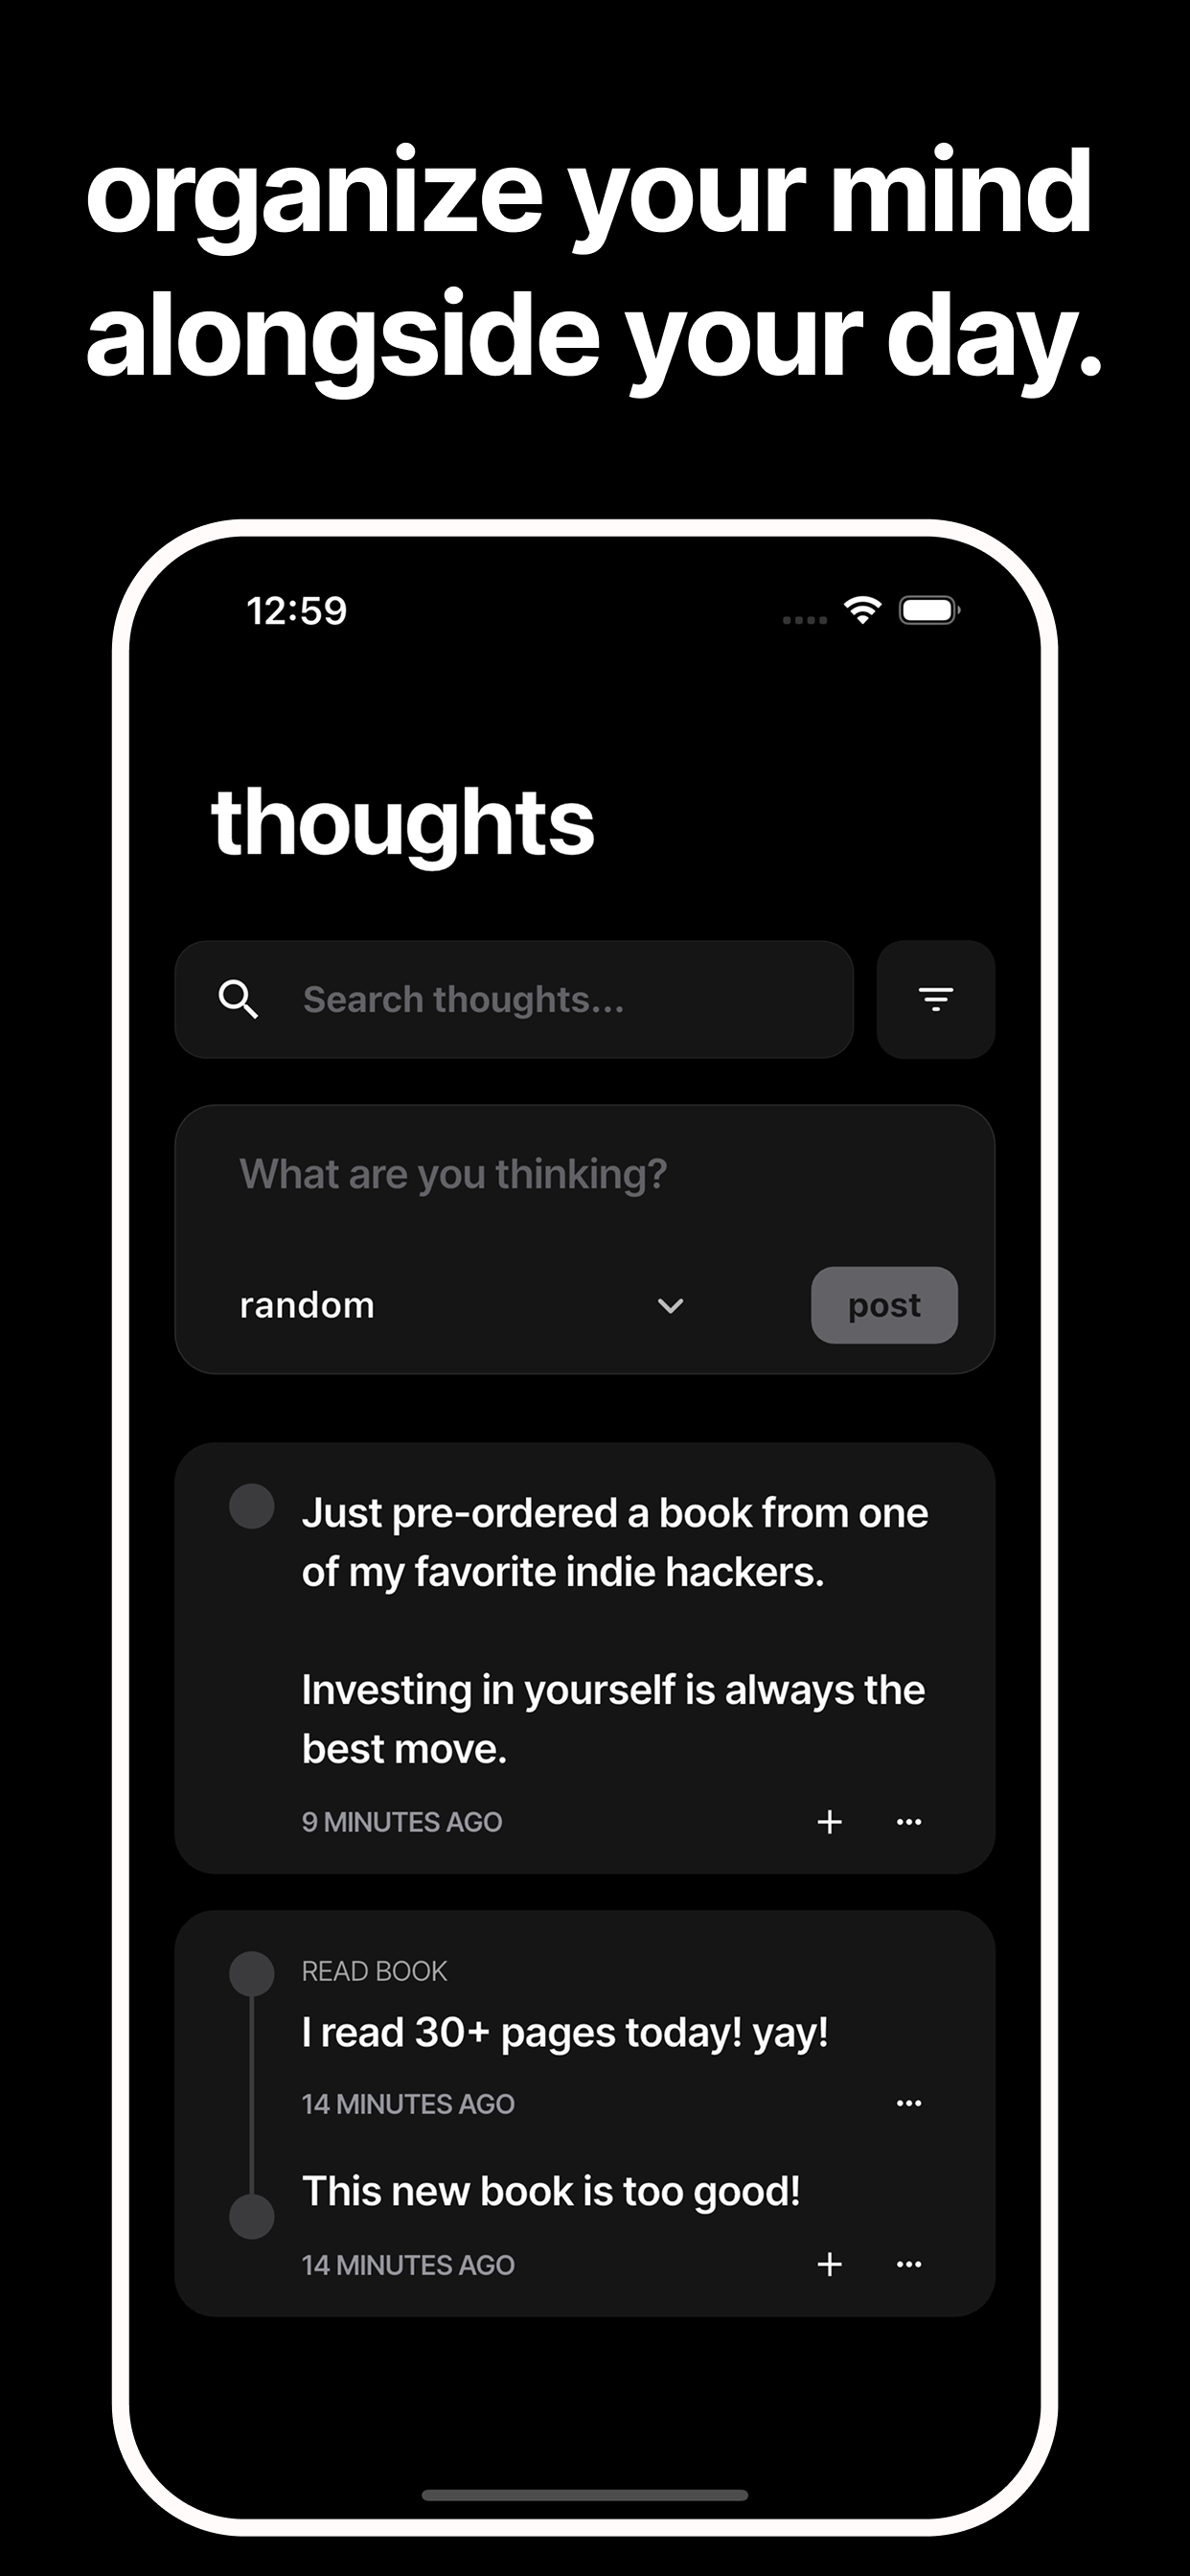 organize your mind
alongside your day.
12:59
thoughts
Search thoughts...
What are you thinking?
random
post
Just pre-ordered a book from one
of my favorite indie hackers.
Investing in yourself is always the
best move.
9 MINUTES AGO
READ BOOK
I read 30+ pages today! yay!
14 MINUTES AGO
This new book is too good!
14 MINUTES AGO